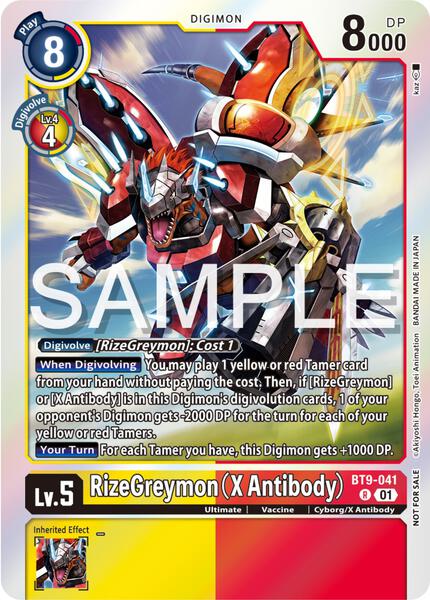 Play
8
DIGIMON
8000
DP
Digivolve
Lv.4
4
kaz
SAMPLE
Digivolve [RizeGreymon]: Cost 1
When Digivolving You may play 1 yellow or red Tamer card
from your hand without paying the cost. Then, if [RizeGreymon]
or [X Antibody] is in this Digimon's digivolution cards, 1 of your
opponent's Digimon gets -2000 DP for the turn for each of your
yellow or red Tamers.
Your Turn For each Tamer you have, this Digimon gets +1000 DP.
©Akiyoshi Hongo, Toei Animation BANDAI MADE IN JAPAN
NOT FOR SALE
Lv.5
RizeGreymon (X Antibody)
BT9-041
R 01
Ultimate | Vaccine | Cyborg/X Antibody
Inherited Effect
-